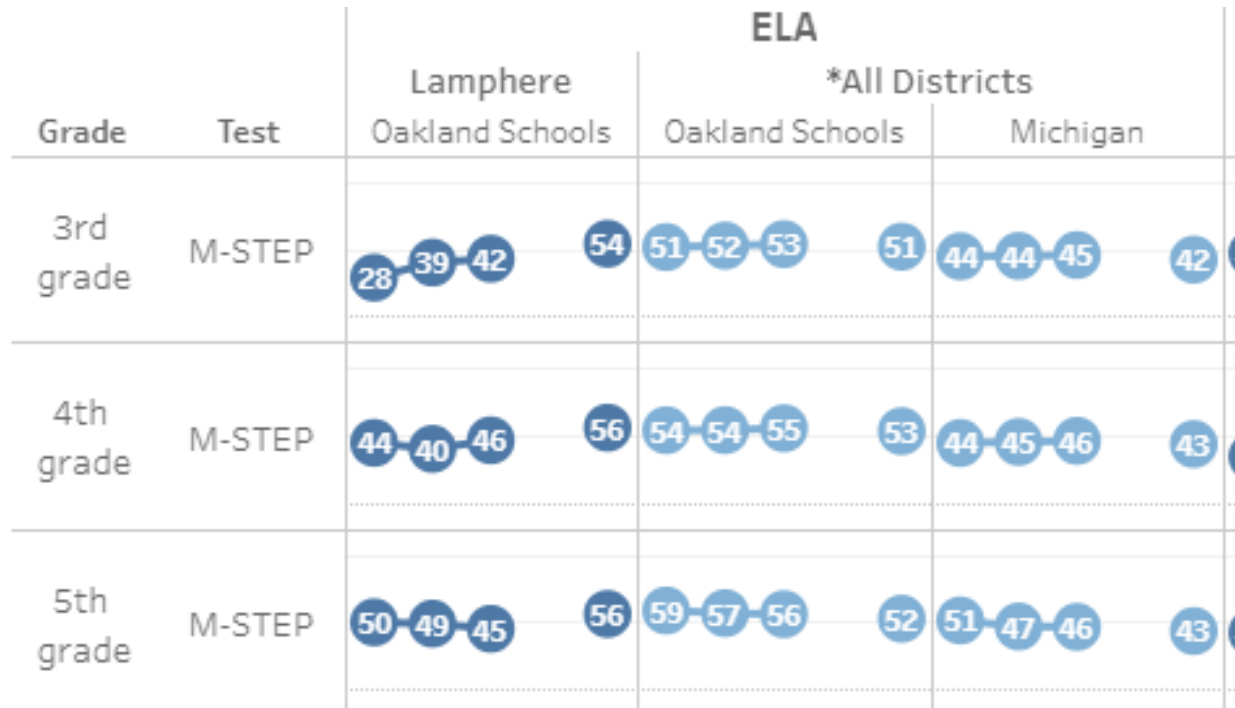 ELA
Lamphere *All Districts
Grade Test Oakland Schools Oakland Schools Michigan
3rd grade M-STEP 28 39 42 54 51 52 53 51 44 44 45 42
4th grade M-STEP 44 40 46 56 54 54 55 53 44 45 46 43
5th grade M-STEP 50 49 45 56 59 57 56 52 51 47 46 43